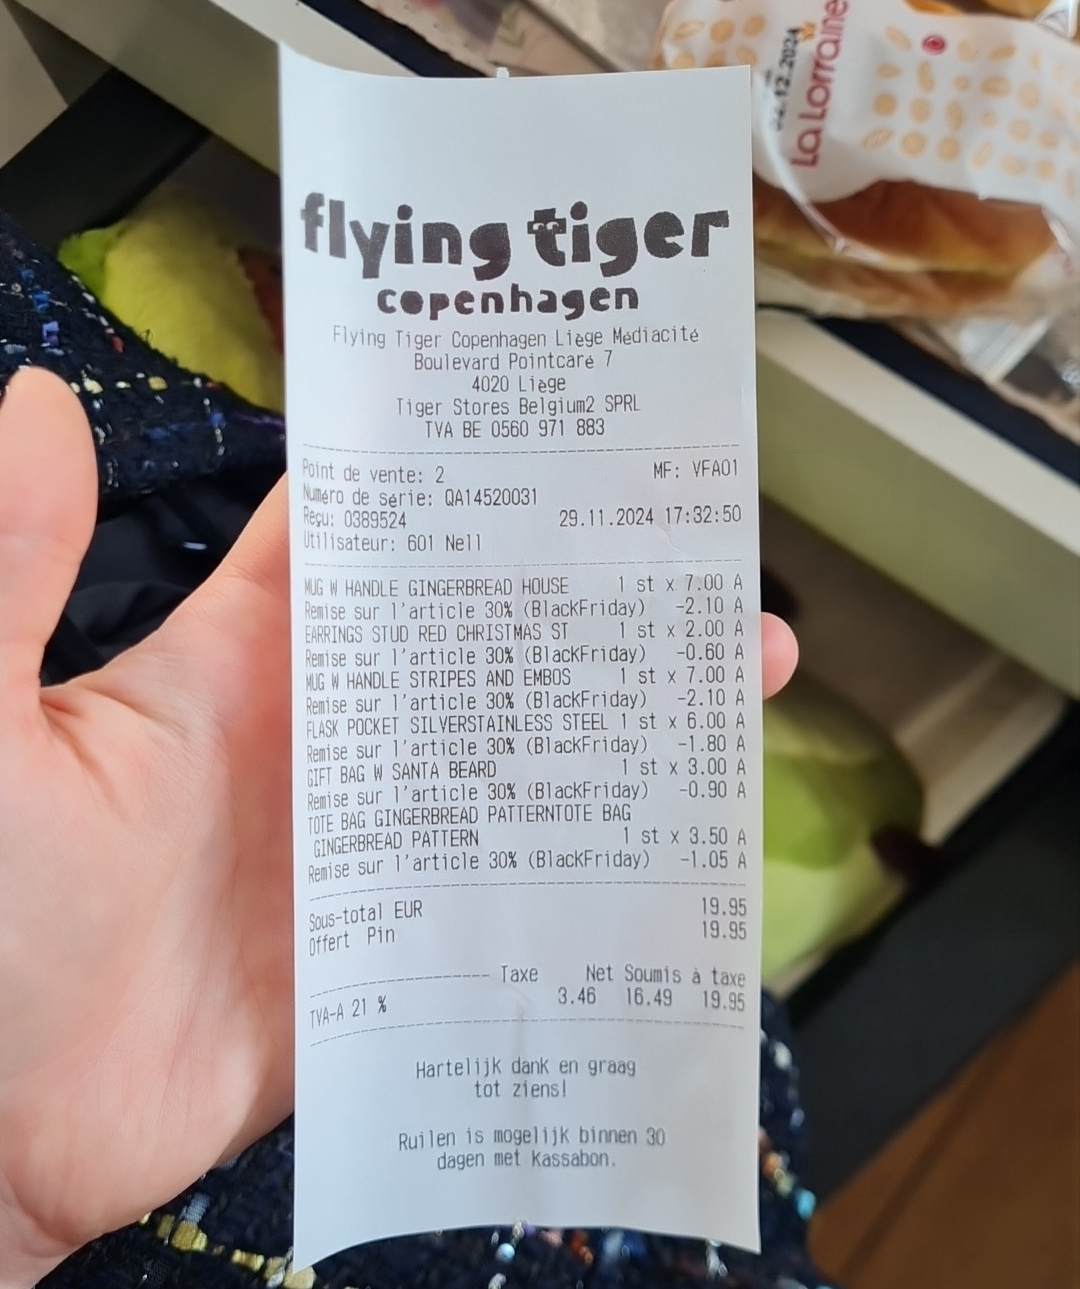 La Lorraine
02.12.2024
flying tiger
copenhagen
Flying Tiger Copenhagen Liège Médiacité
Boulevard Pointcaré 7
4020 Liège
Tiger Stores Belgium2 SPRL
TVA BE 0560 971 883
Point de vente: 2 MF: VFA01
Numéro de série: QA14520031
Reçu: 0389524 29.11.2024 17:32:50
Utilisateur: 601 Nell
MUG W HANDLE GINGERBREAD HOUSE 1 st x 7.00 A
Remise sur l'article 30% (BlackFriday) -2.10 A
EARRINGS STUD RED CHRISTMAS ST 1 st x 2.00 A
Remise sur l'article 30% (BlackFriday) -0.60 A
MUG W HANDLE STRIPES AND EMBOS 1 st x 7.00 A
Remise sur l'article 30% (BlackFriday) -2.10 A
FLASK POCKET SILVERSTAINLESS STEEL 1 st x 6.00 A
Remise sur l'article 30% (BlackFriday) -1.80 A
GIFT BAG W SANTA BEARD 1 st x 3.00 A
Remise sur l'article 30% (BlackFriday) -0.90 A
TOTE BAG GINGERBREAD PATTERNTOTE BAG
GINGERBREAD PATTERN 1 st x 3.50 A
Remise sur l'article 30% (BlackFriday) -1.05 A
Sous-total EUR 19.95
Offert Pin 19.95
Taxe Net Soumis à taxe
TVA-A 21 % 3.46 16.49 19.95
Hartelijk dank en graag
tot ziens!
Ruilen is mogelijk binnen 30
dagen met kassabon.